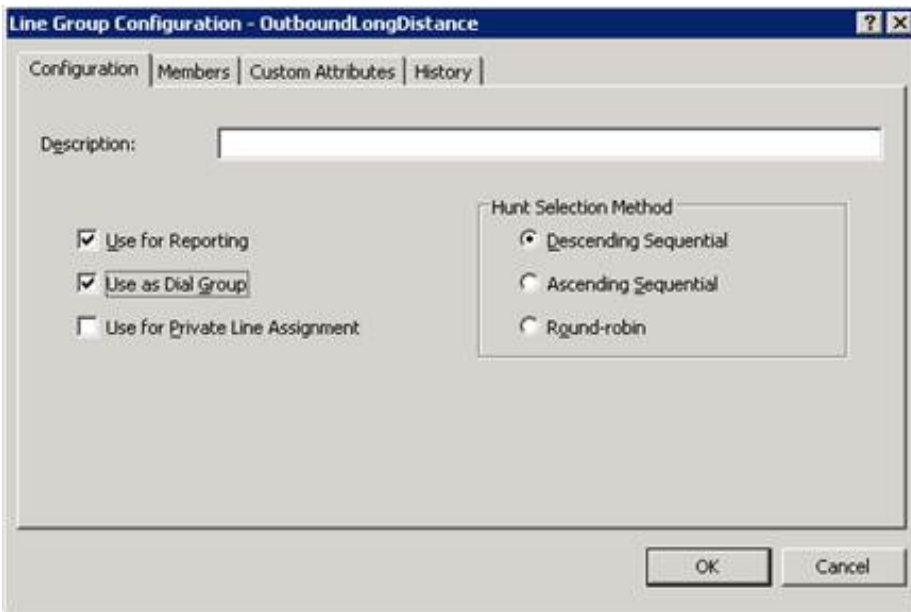 Line Group Configuration - OutboundLongDistance
Configuration Members Custom Attributes History
Description:
Hunt Selection Method
Use for Reporting
Descending Sequential
Use as Dial Group
Ascending Sequential
Use for Private Line Assignment
Round-robin
OK Cancel